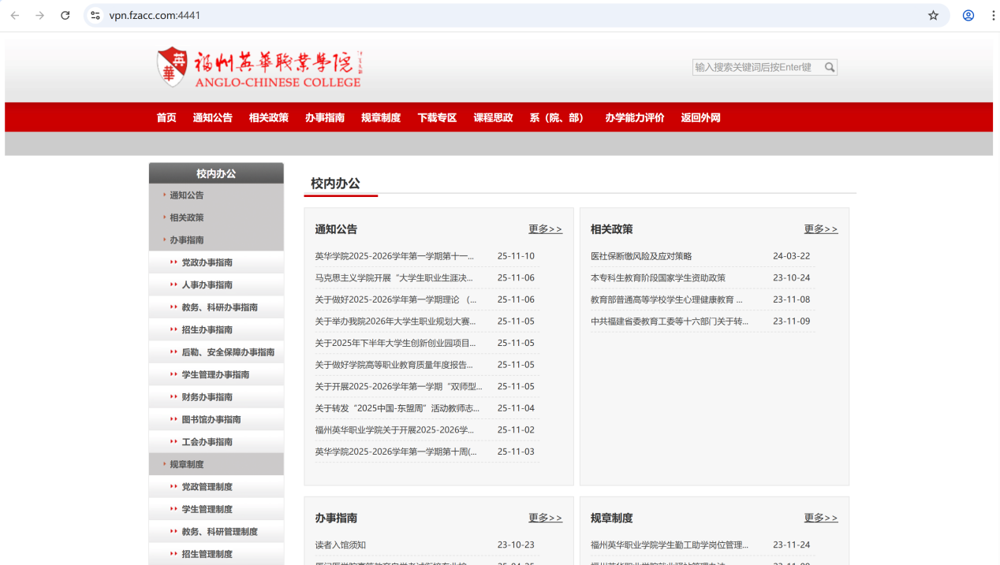 vpn.fzacc.com:4441
福州英華職業學院
ANGLO-CHINESE COLLEGE
输入搜索关键词后按Enter键
首页 通知公告 相关政策 办事指南 规章制度 下载专区 课程思政 系（院、部） 办学能力评价 返回外网
校内办公
通知公告
相关政策
办事指南
党政办事指南
人事办事指南
教务、科研办事指南
招生办事指南
后勤、安全保障办事指南
学生管理办事指南
财务办事指南
图书馆办事指南
工会办事指南
规章制度
党政管理制度
学生管理制度
教务、科研管理制度
招生管理制度
校内办公
通知公告 更多>>
英华学院2025-2026学年第一学期第十一... 25-11-10
马克思主义学院开展“大学生职业生涯决... 25-11-06
关于做好2025-2026学年第一学期理论 （... 25-11-06
关于举办我院2026年大学生职业规划大赛... 25-11-05
关于2025年下半年大学生创新创业园项目... 25-11-05
关于做好学院高等职业教育质量年度报告... 25-11-05
关于开展2025-2026学年第一学期“双师型... 25-11-05
关于转发“2025中国-东盟周”活动教师志... 25-11-04
福州英华职业学院关于开展2025-2026学... 25-11-02
英华学院2025-2026学年第一学期第十周(... 25-11-03
相关政策 更多>>
医社保断缴风险及应对策略 24-03-22
本专科生教育阶段国家学生资助政策 23-10-24
教育部普通高等学校学生心理健康教育 ... 23-11-08
中共福建省委教育工委等十六部门关于转... 23-11-09
办事指南 更多>>
读者入馆须知 23-10-23
规章制度 更多>>
福州英华职业学院学生勤工助学岗位管理... 23-11-24